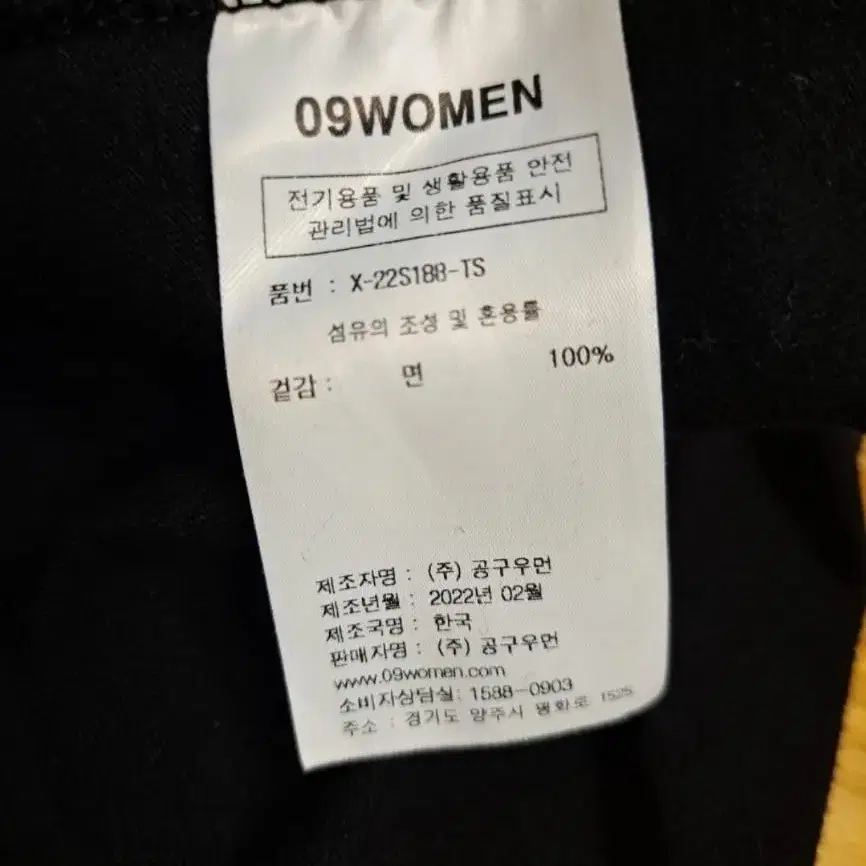 09WOMEN
전기용품 및 생활용품 안전
관리법에 의한 품질표시
품번 : X-22S188-TS
섬유의 조성 및 혼용률
겉감 : 면 100%
제조자명 : (주) 공구우먼
제조년월 : 2022년 02월
제조국명 : 한국
판매자명 : (주) 공구우먼
www.09women.com
소비자상담실: 1588-0903
주소 : 경기도 양주시 평화로 1525